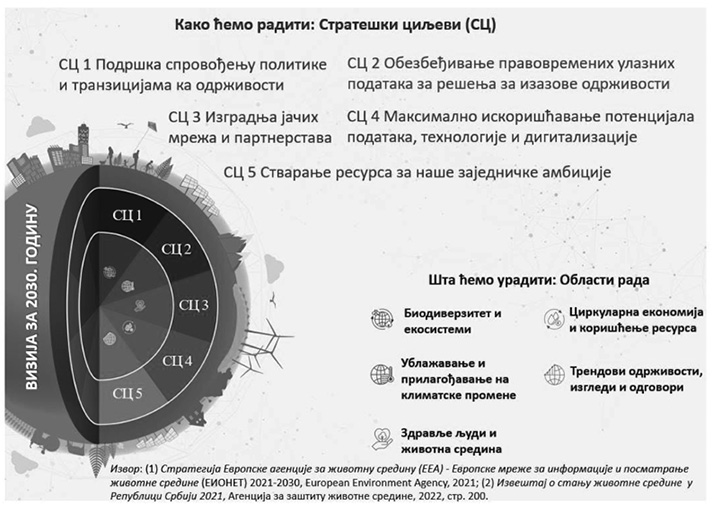 Како ћемо радити: Стратешки циљеви (СЦ)
СЦ 1 Подршка спровођењу политике
и транзицијама ка одрживости
СЦ 2 Обезбеђивање правовремених улазних
података за решења за изазове одрживости
СЦ 3 Изградња јачих
мрежа и партнерстава
СЦ 4 Максимално искоришћавање потенцијала
података, технологије и дигитализације
СЦ 5 Стварање ресурса за наше заједничке амбиције
ВИЗИЈА ЗА 2030. ГОДИНУ
СЦ 1
СЦ 2
СЦ 3
СЦ 4
СЦ 5
Шта ћемо урадити: Области рада
Биодиверзитет и
екосистеми
Циркуларна економија
и коришћење ресурса
Ублажавање и
прилагођавање на
климатске промене
Трендови одрживости,
изгледи и одговори
Здравље људи и
животна средина
Извор: (1) Стратегија Европске агенције за животну средину (ЕЕА) - Европске мреже за информације и посматрање
животне средине (ЕИОНЕТ) 2021-2030, European Environment Agency, 2021; (2) Извештај о стању животне средине у
Републици Србији 2021, Агенција за заштиту животне средине, 2022, стр. 200.